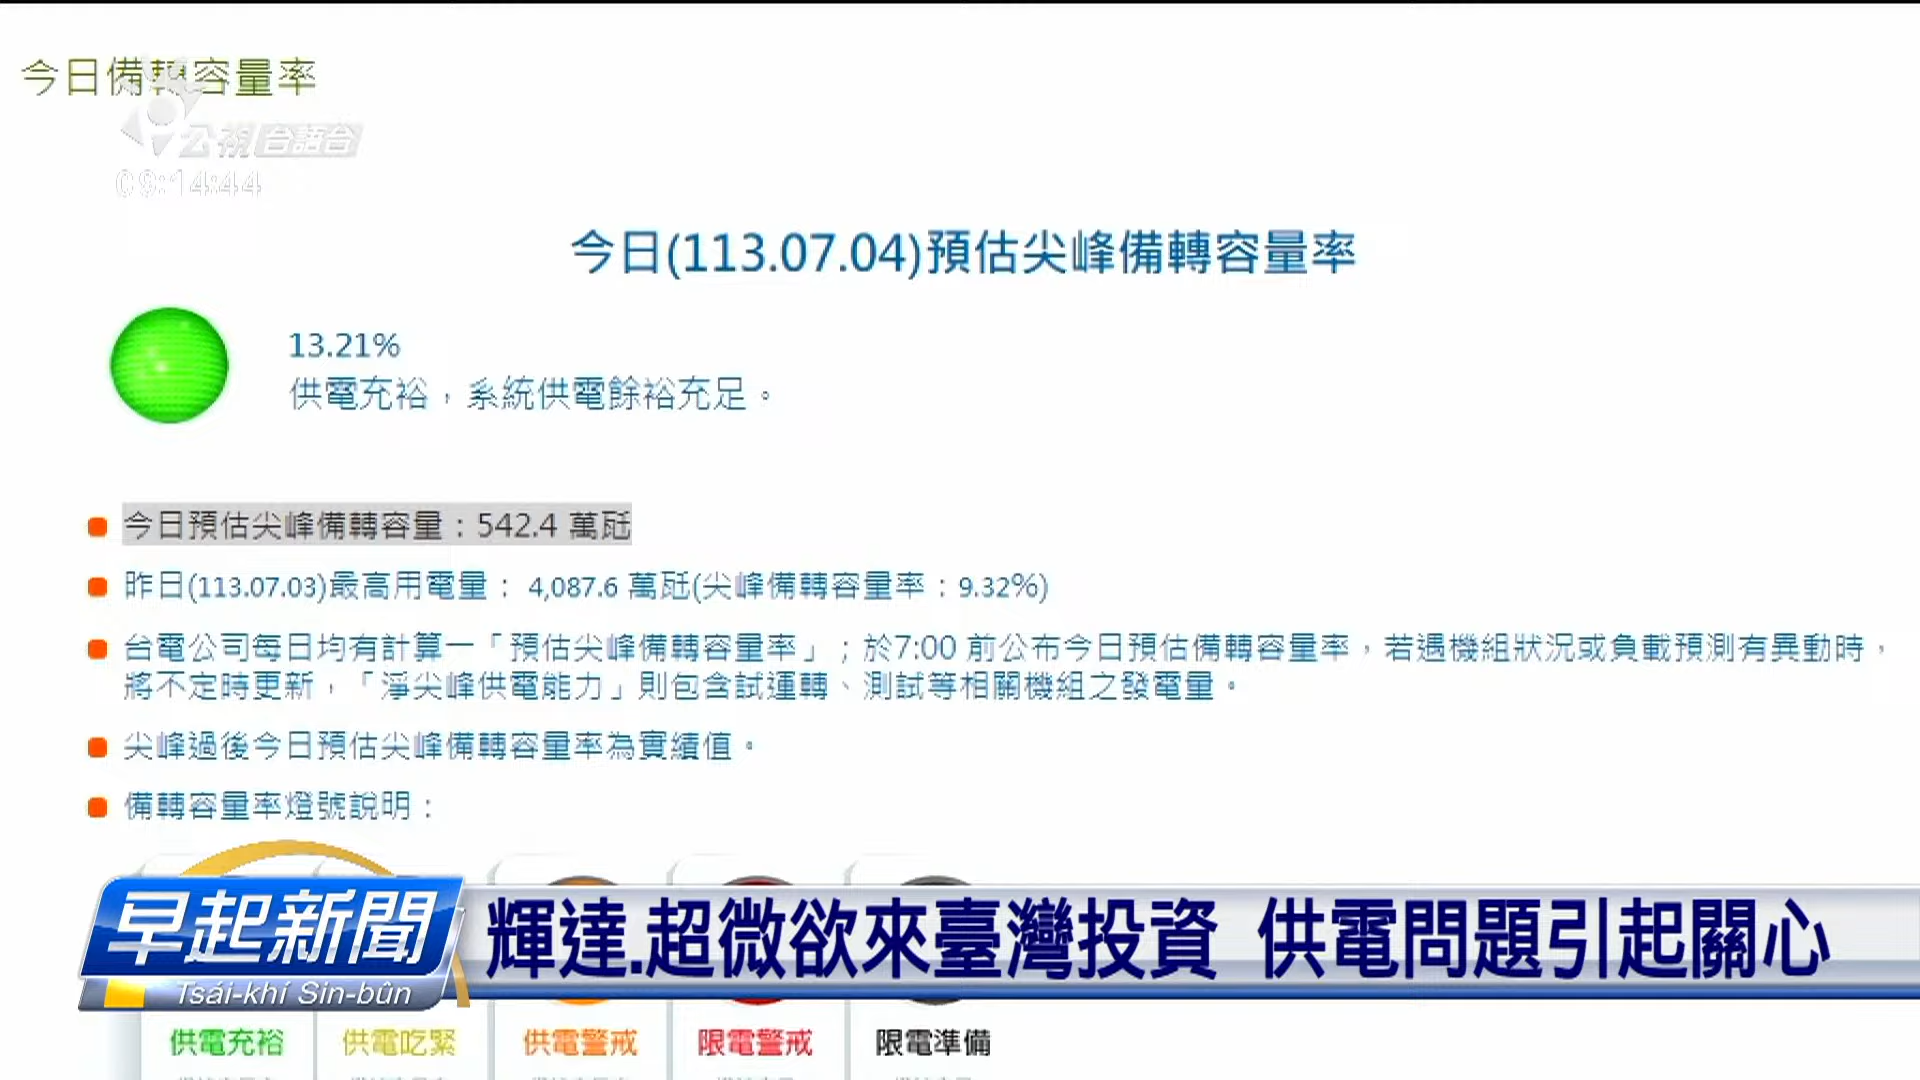 今日備轉容量率
公視台語台
09:14:44
今日(113.07.04)預估尖峰備轉容量率
13.21%
供電充裕，系統供電餘裕充足。
今日預估尖峰備轉容量：542.4 萬瓩
昨日(113.07.03)最高用電量： 4,087.6 萬瓩(尖峰備轉容量率：9.32%)
台電公司每日均有計算一「預估尖峰備轉容量率」；於7:00 前公布今日預估備轉容量率，若遇機組狀況或負載預測有異動時，
將不定時更新，「淨尖峰供電能力」則包含試運轉、測試等相關機組之發電量。
尖峰過後今日預估尖峰備轉容量率為實績值。
備轉容量率燈號說明：
早起新聞
Tsái-khí Sin-bûn
輝達.超微欲來臺灣投資 供電問題引起關心
供電充裕 供電吃緊 供電警戒 限電警戒 限電準備